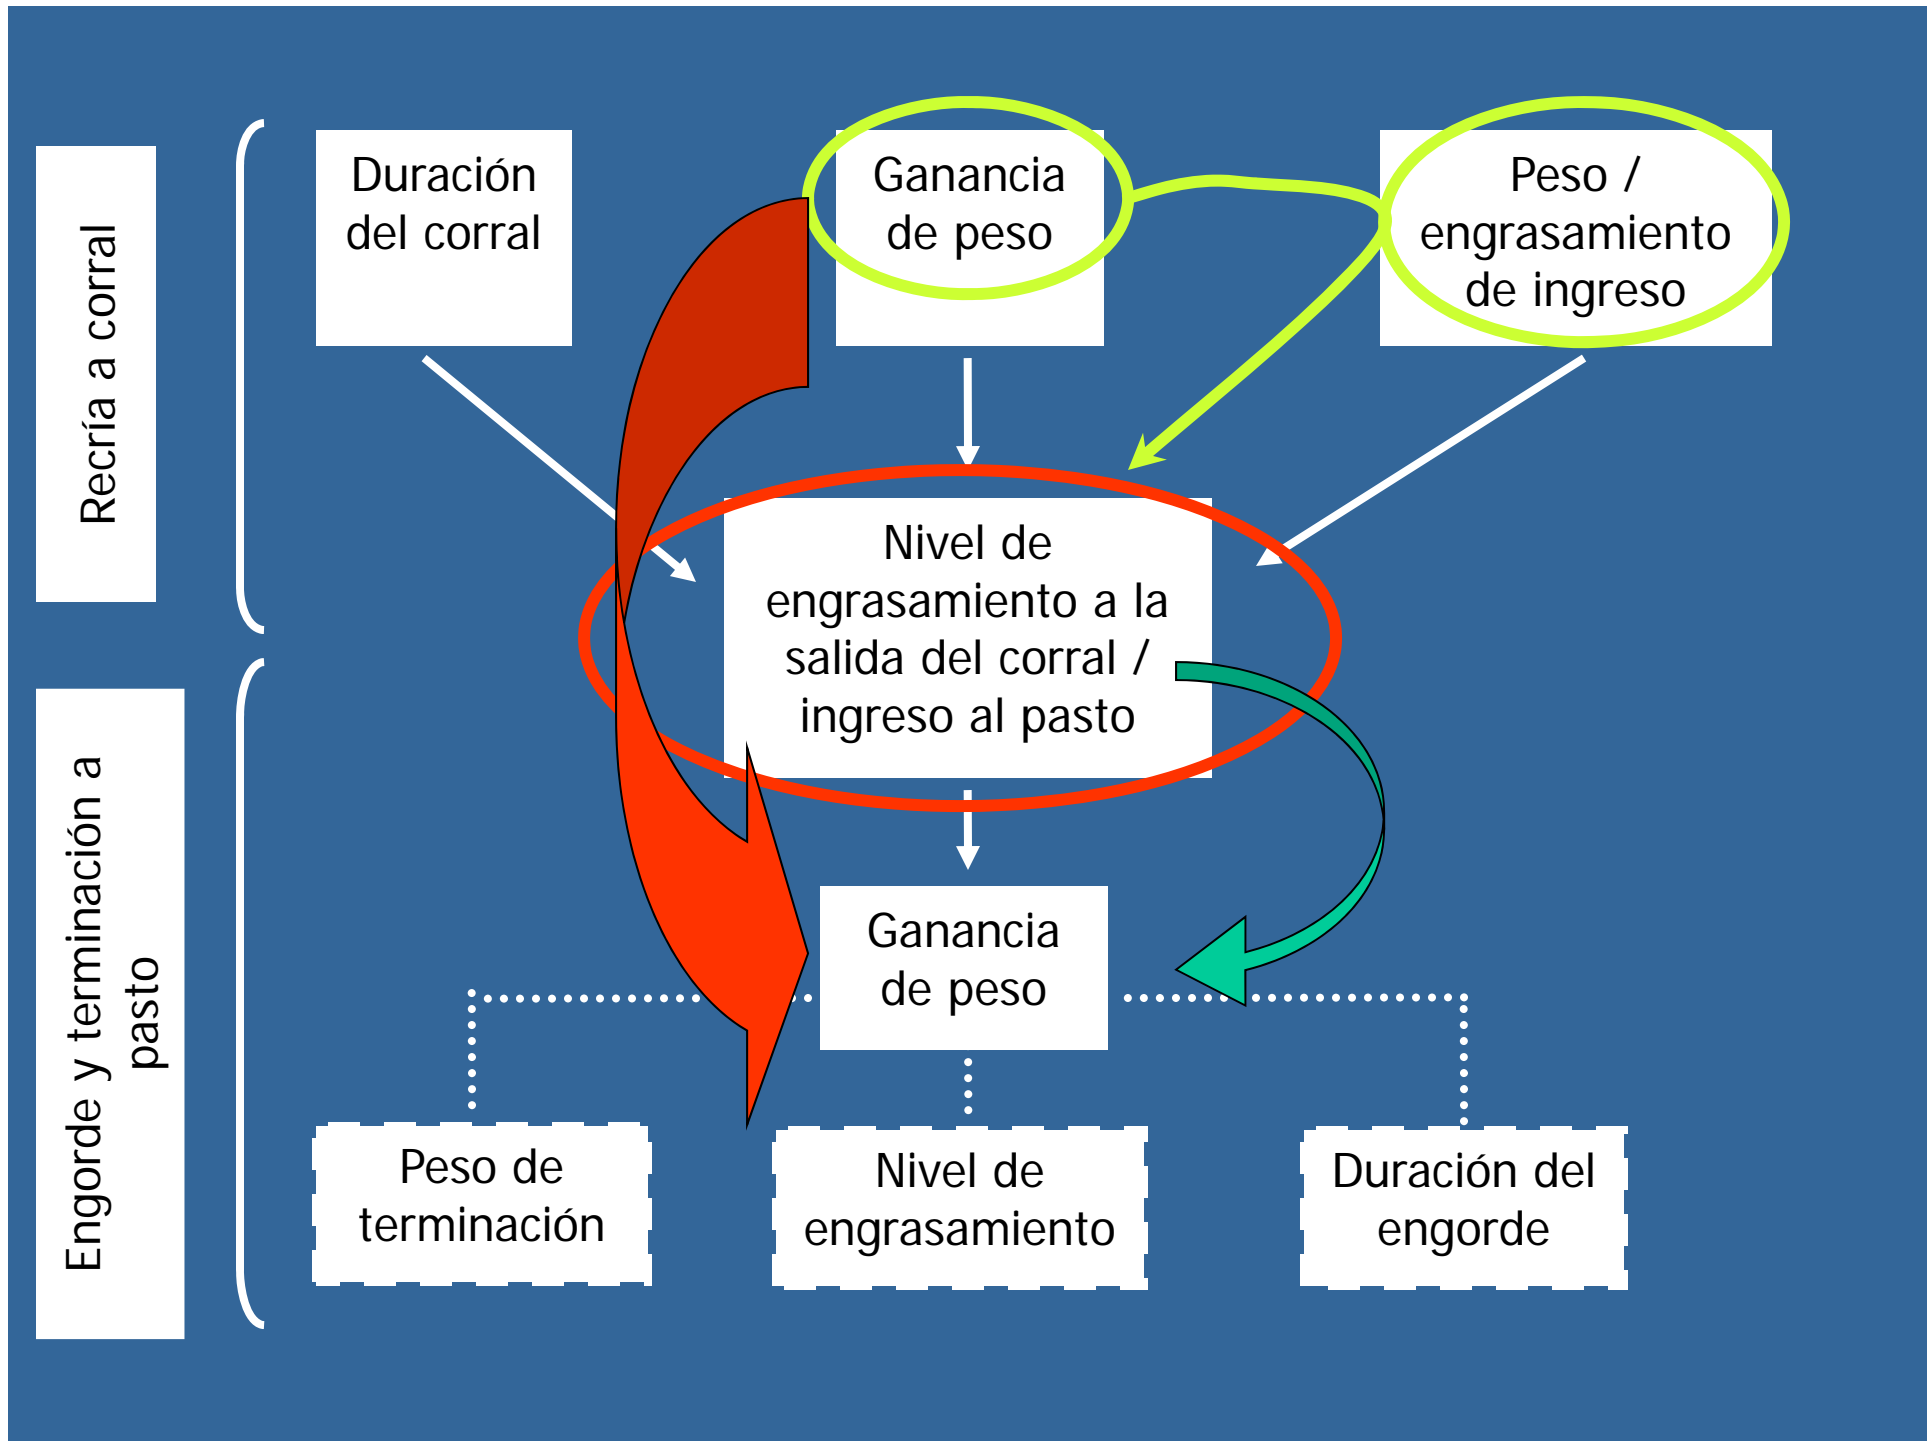 Recría a corral
Duración
del corral
Ganancia
de peso
Peso /
engrasamiento
de ingreso
Nivel de
engrasamiento a la
salida del corral /
ingreso al pasto
Engorde y terminación a
pasto
Ganancia
de peso
Peso de
terminación
Nivel de
engrasamiento
Duración del
engorde